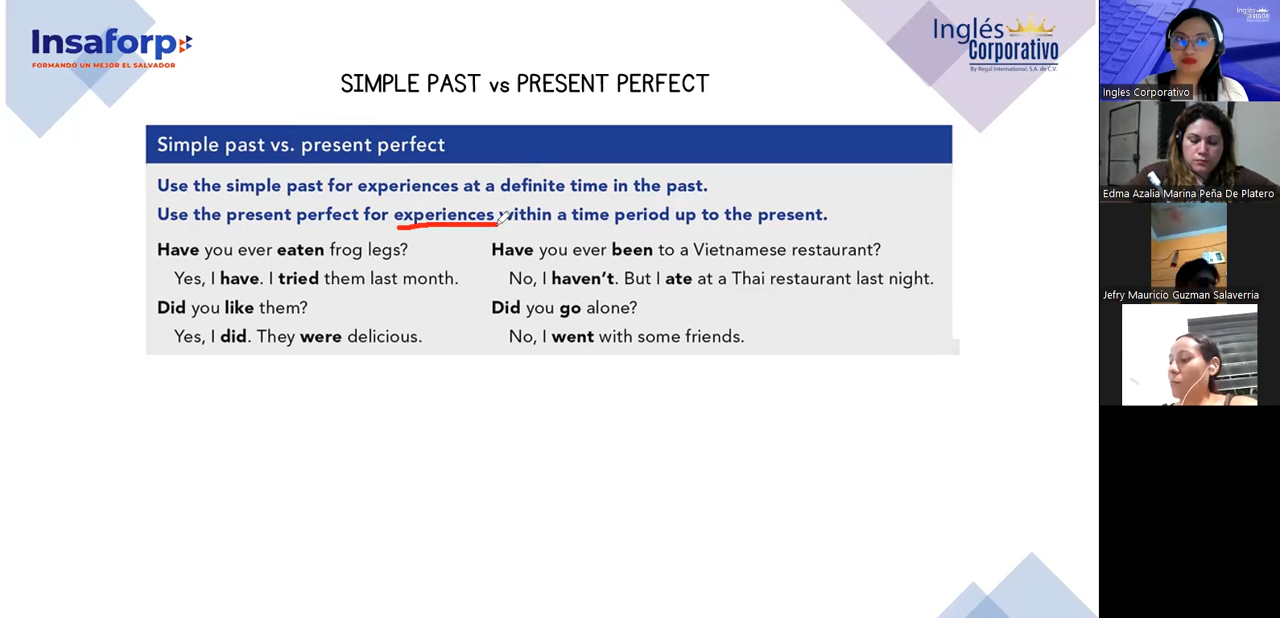 Insaforp
FORMANDO UN MEJOR EL SALVADOR
Inglés
Corporativo
By Regal International, S.A. de C.V.
SIMPLE PAST vs PRESENT PERFECT
Simple past vs. present perfect
Use the simple past for experiences at a definite time in the past.
Use the present perfect for experiences within a time period up to the present.
Have you ever eaten frog legs?
Yes, I have. I tried them last month.
Did you like them?
Yes, I did. They were delicious.
Have you ever been to a Vietnamese restaurant?
No, I haven't. But I ate at a Thai restaurant last night.
Did you go alone?
No, I went with some friends.
Ingles Corporativo
Edma Azalia Marina Peña De Platero
Jefry Mauricio Guzman Salaverria